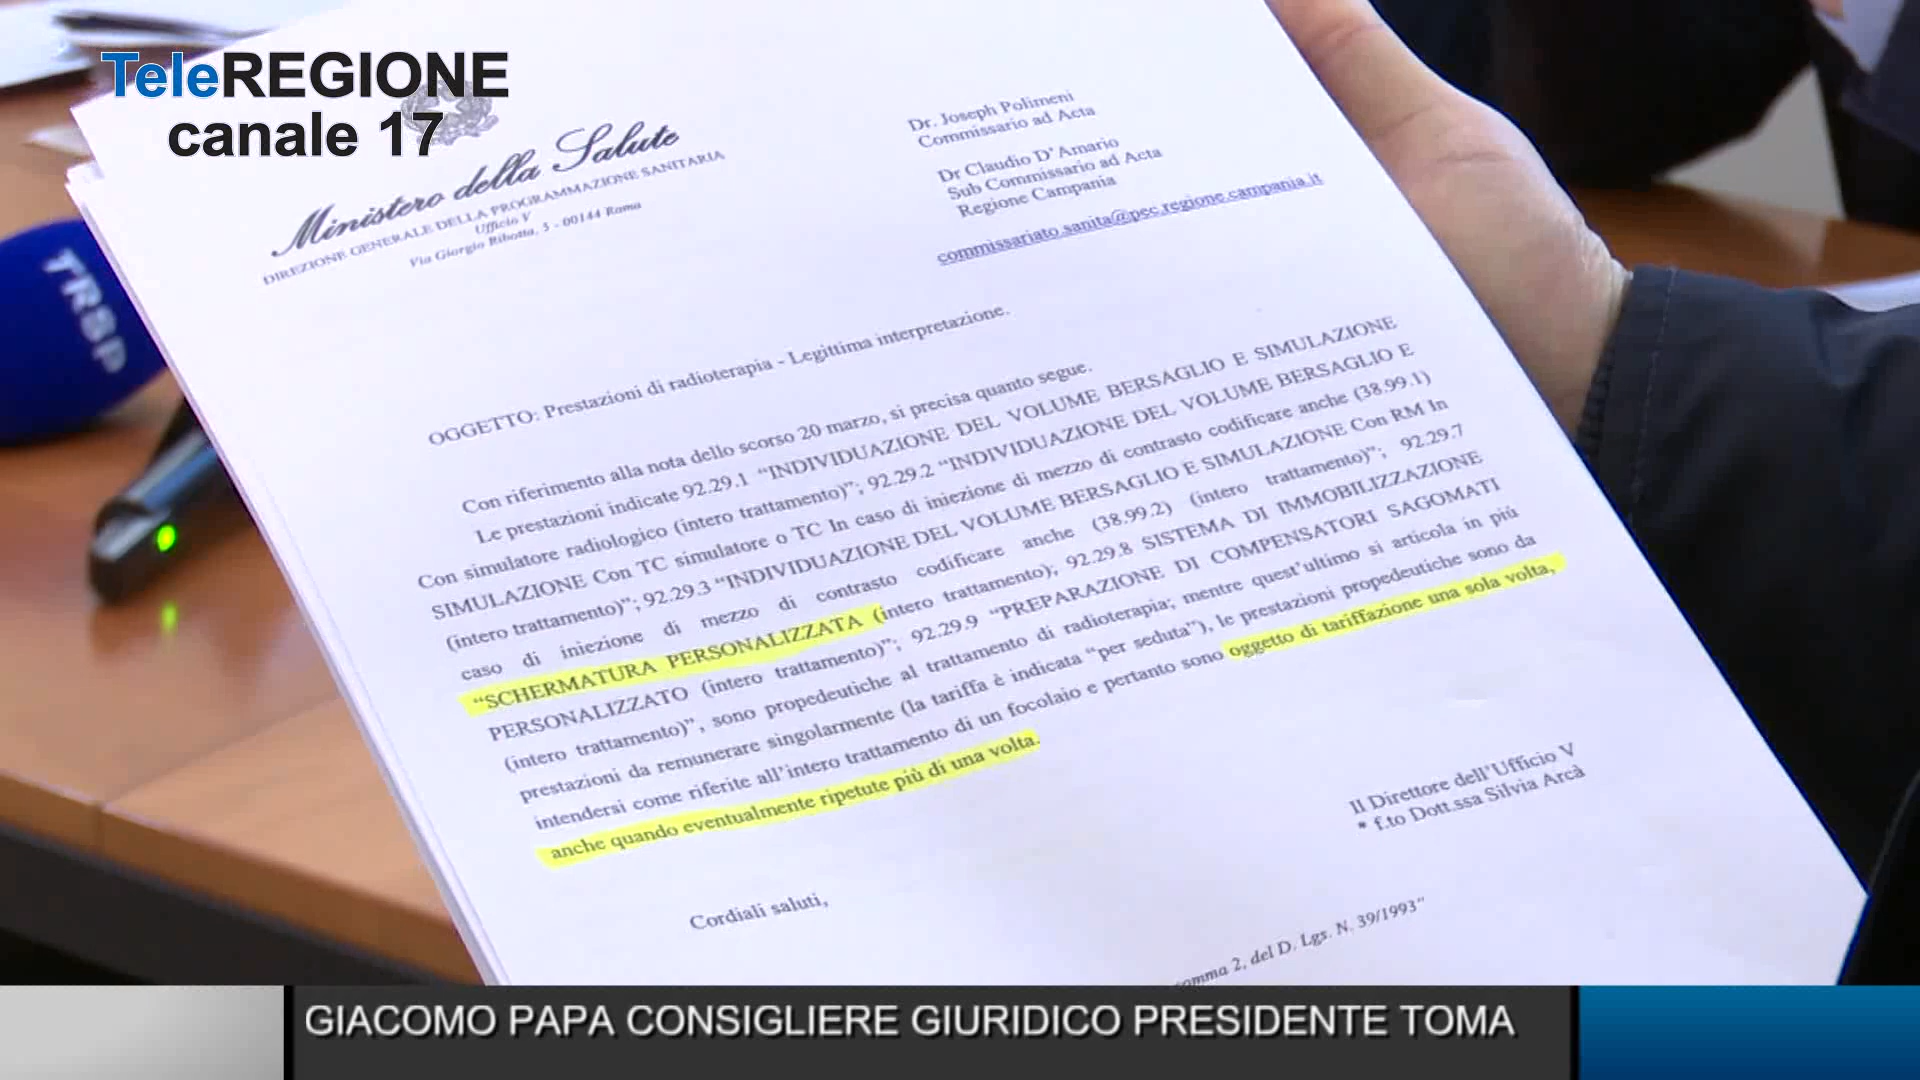 TeleREGIONE
canale 17
TRSP
Ministero della Salute
DIREZIONE GENERALE DELLA PROGRAMMAZIONE SANITARIA
Ufficio V
Via Giorgio Ribotta, 5 - 00144 Roma
Dr. Joseph Polimeni
Commissario ad Acta
Dr Claudio D'Amario
Sub Commissario ad Acta
Regione Campania
commissariato.sanita@pec.regione.campania.it
OGGETTO: Prestazioni di radioterapia - Legittima interpretazione.
Con riferimento alla nota dello scorso 20 marzo, si precisa quanto segue.
Le prestazioni indicate 92.29.1 “INDIVIDUAZIONE DEL VOLUME BERSAGLIO E SIMULAZIONE
Con simulatore radiologico (intero trattamento)”; 92.29.2 “INDIVIDUAZIONE DEL VOLUME BERSAGLIO E
SIMULAZIONE Con TC simulatore o TC In caso di iniezione di mezzo di contrasto codificare anche (38.99.1)
(intero trattamento)”; 92.29.3 “INDIVIDUAZIONE DEL VOLUME BERSAGLIO E SIMULAZIONE Con RM In
caso di iniezione di mezzo di contrasto codificare anche (38.99.2) (intero trattamento)”; 92.29.7
“SCHERMATURA PERSONALIZZATA (intero trattamento); 92.29.8 SISTEMA DI IMMOBILIZZAZIONE
PERSONALIZZATO (intero trattamento)”; 92.29.9 “PREPARAZIONE DI COMPENSATORI SAGOMATI
(intero trattamento)”, sono propedeutiche al trattamento di radioterapia; mentre quest'ultimo si articola in più
prestazioni da remunerare singolarmente (la tariffa è indicata “per seduta”), le prestazioni propedeutiche sono da
intendersi come riferite all'intero trattamento di un focolaio e pertanto sono oggetto di tariffazione una sola volta,
anche quando eventualmente ripetute più di una volta.
Il Direttore dell'Ufficio V
* f.to Dott.ssa Silvia Arcà
Cordiali saluti,
comma 2, del D. Lgs. N. 39/1993”
GIACOMO PAPA CONSIGLIERE GIURIDICO PRESIDENTE TOMA